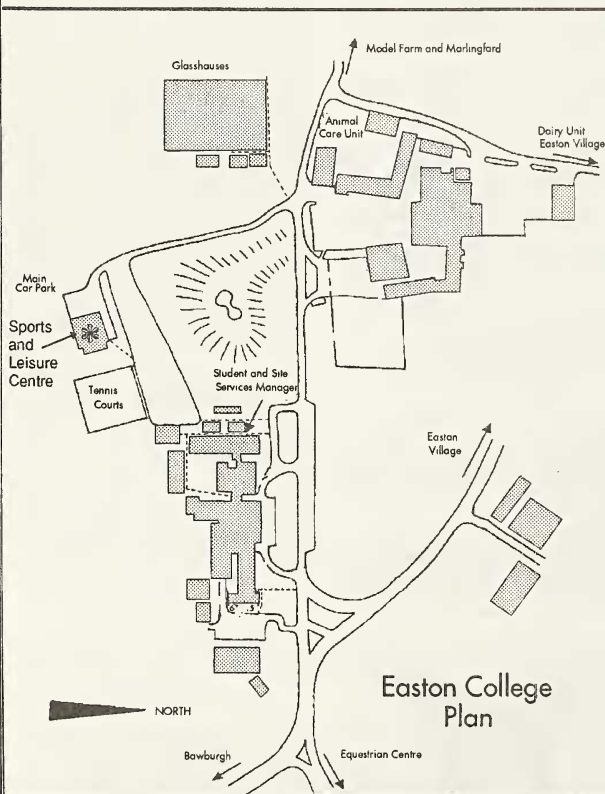 Model Farm and Marlingford
Glasshouses
Animal
Care Unit
Dairy Unit
Easton Village
Main
Car Park
Sports
and
Leisure
Centre
Tennis
Courts
Student and Site
Services Manager
Easton
Village
Easton College
Plan
NORTH
Bawburgh
Equestrian Centre